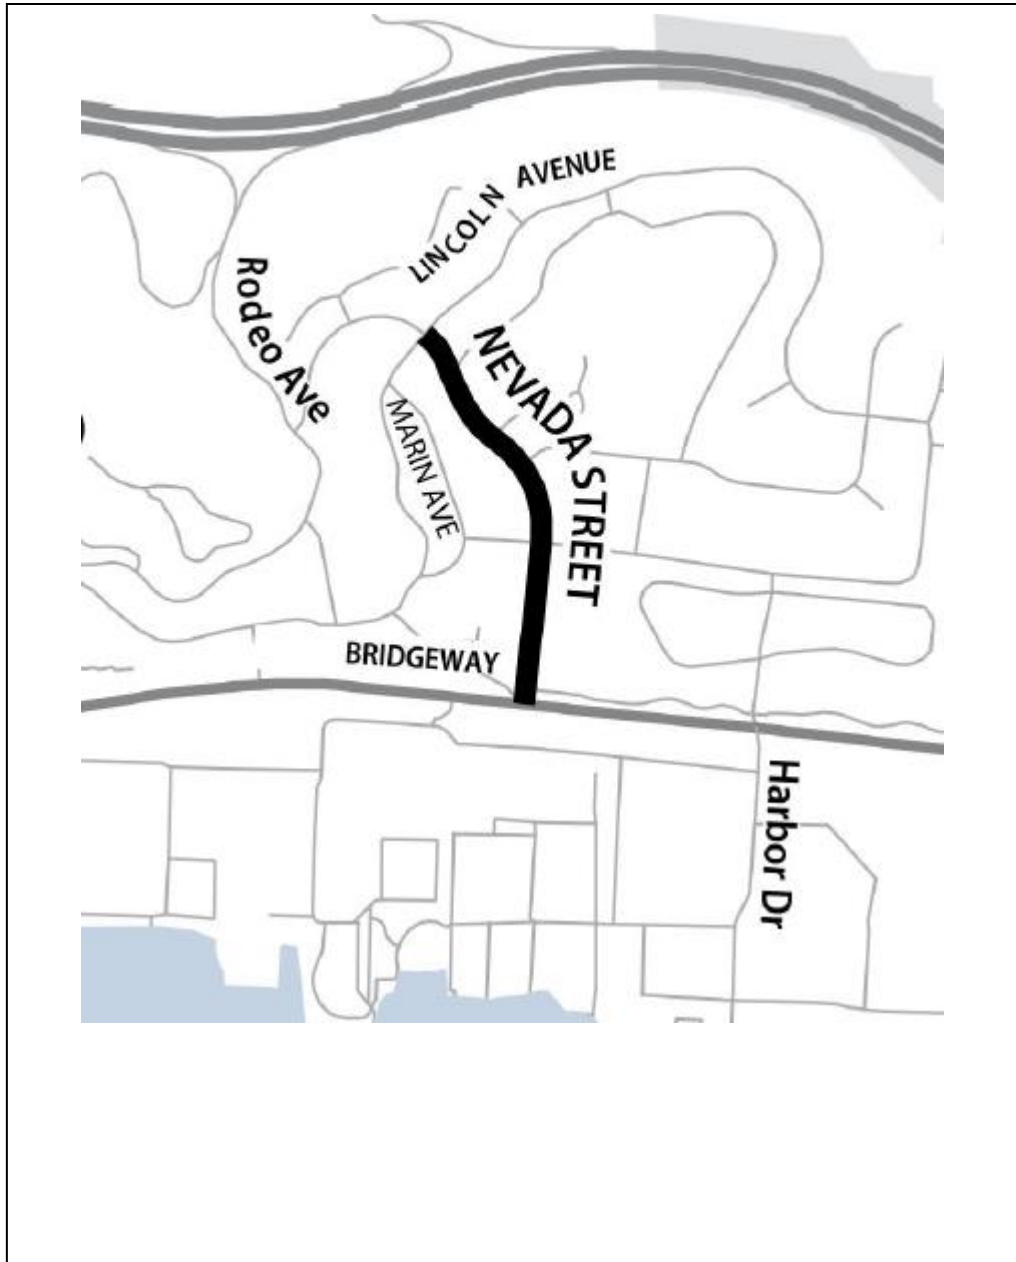 LINCOLN AVENUE
Rodeo Ave
NEVADA STREET
MARIN AVE
BRIDGEWAY
Harbor Dr